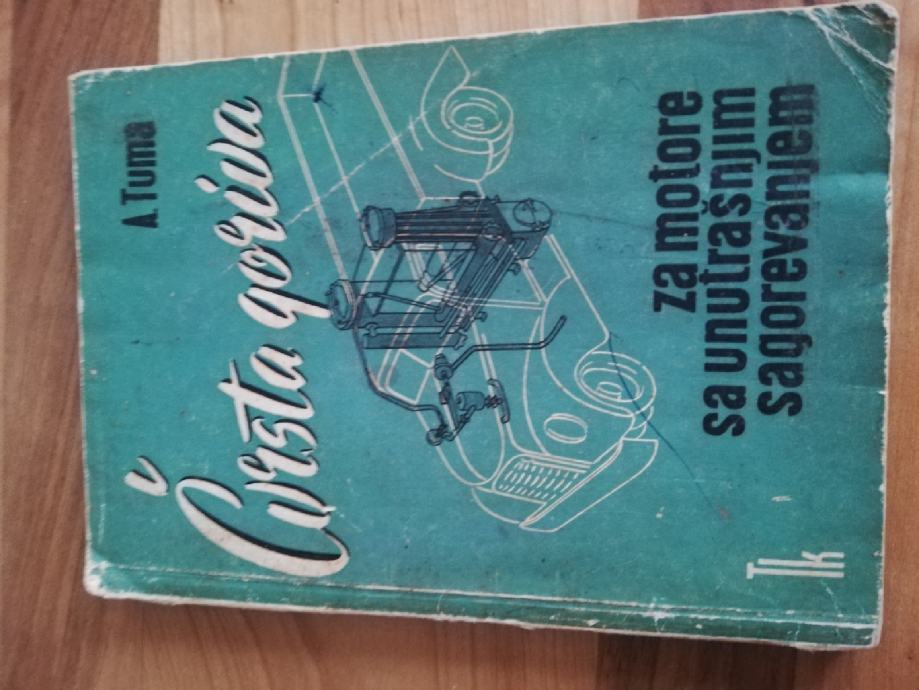 A. Tuma
Čvrsta goriva
za motore
sa unutrašnjim
sagorevanjem
Tk